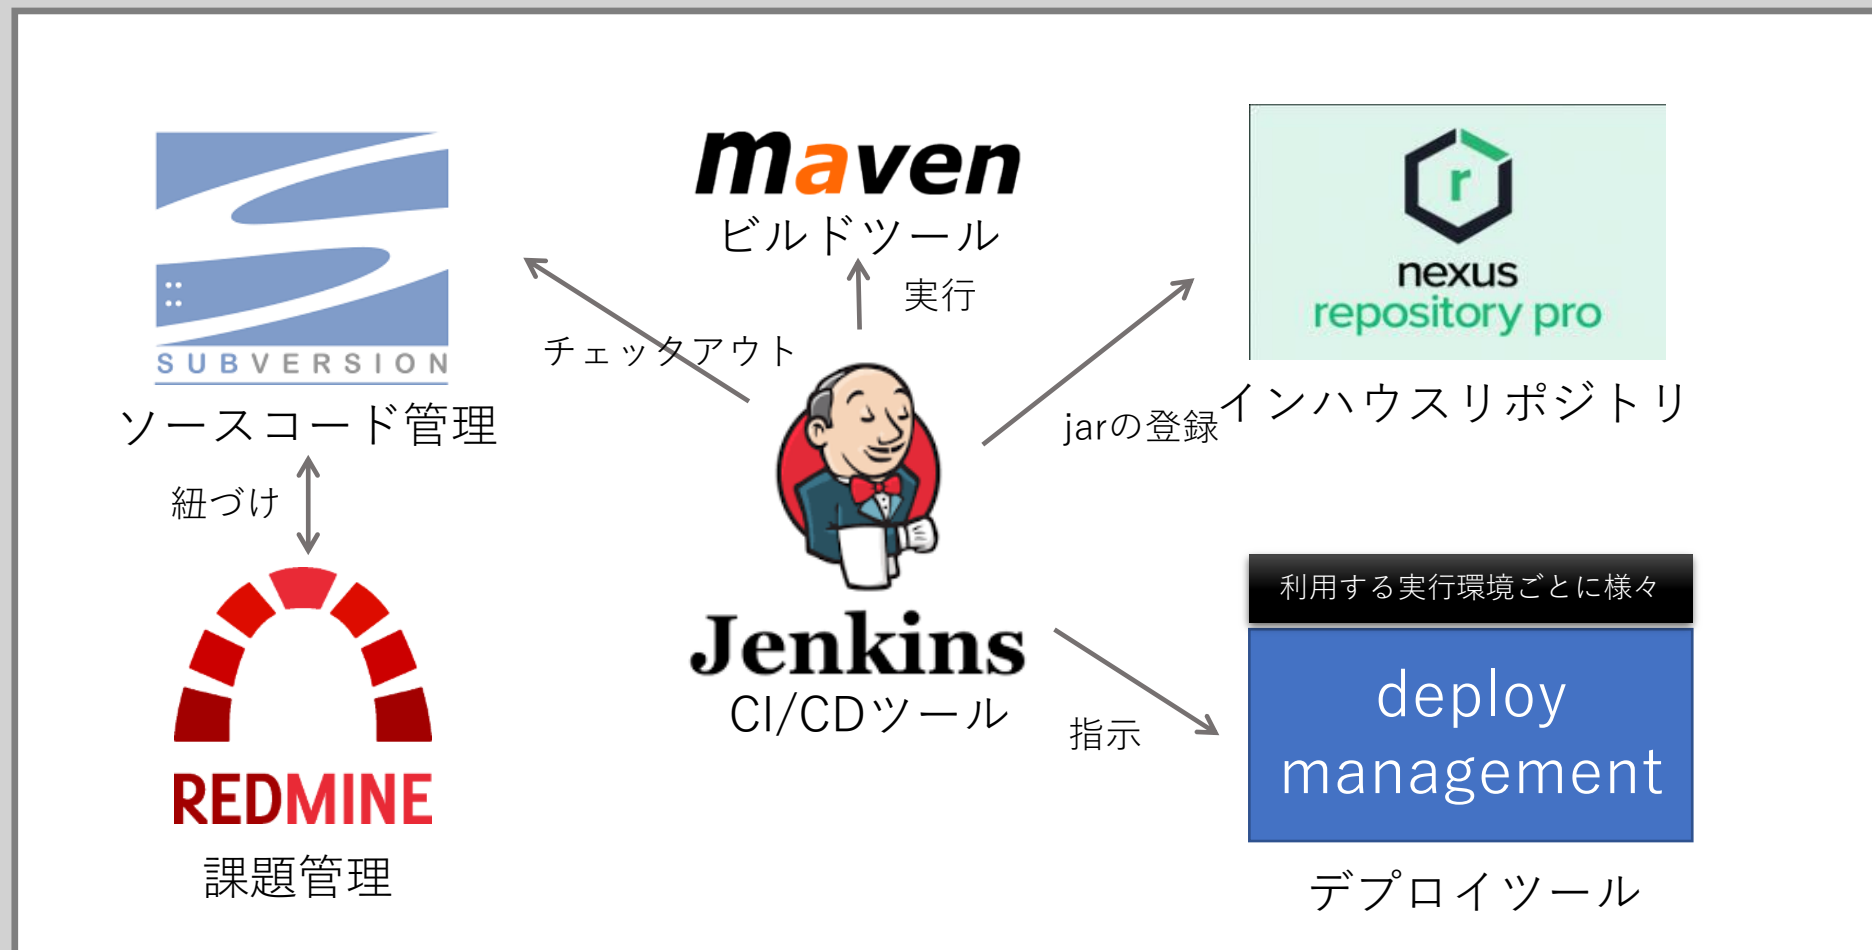 SUBVERSION
ソースコード管理
紐づけ
REDMINE
課題管理
maven
ビルドツール
実行
チェックアウト
Jenkins
CI/CDツール
jarの登録
指示
r
nexus
repository pro
インハウスリポジトリ
利用する実行環境ごとに様々
deploy
management
デプロイツール